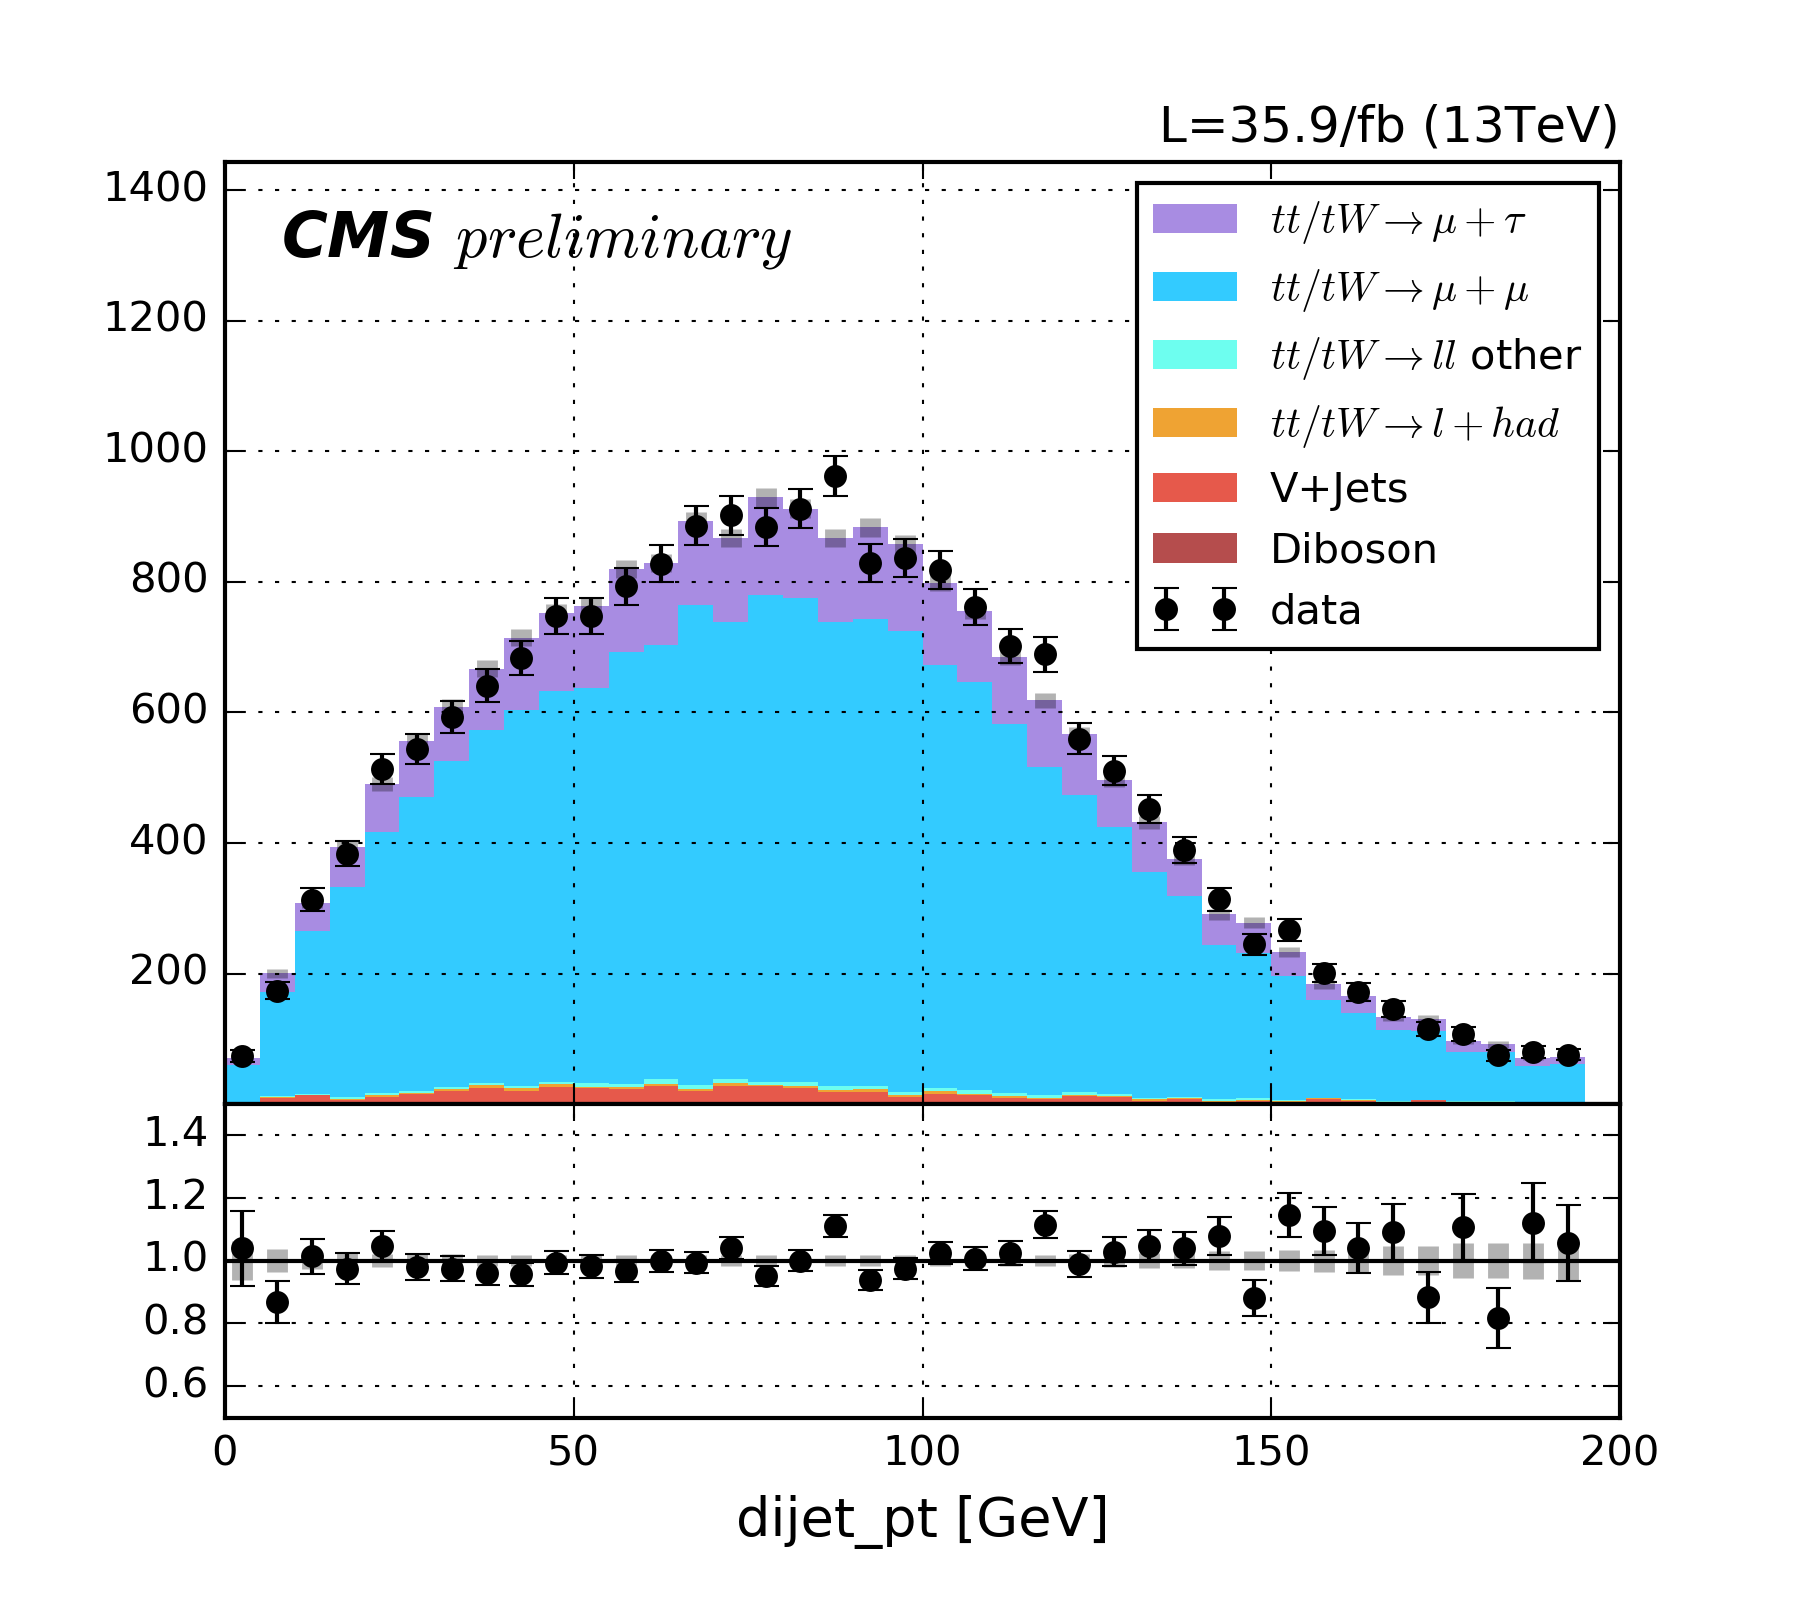 L=35.9/fb (13TeV)
CMS preliminary
1400
1200
1000
800
600
400
200
tt/tW→μ+τ
tt/tW→μ+μ
tt/tW→ll other
tt/tW→l+had
V+Jets
Diboson
data
1.4
1.2
1.0
0.8
0.6
0 50 100 150 200
dijet_pt [GeV]